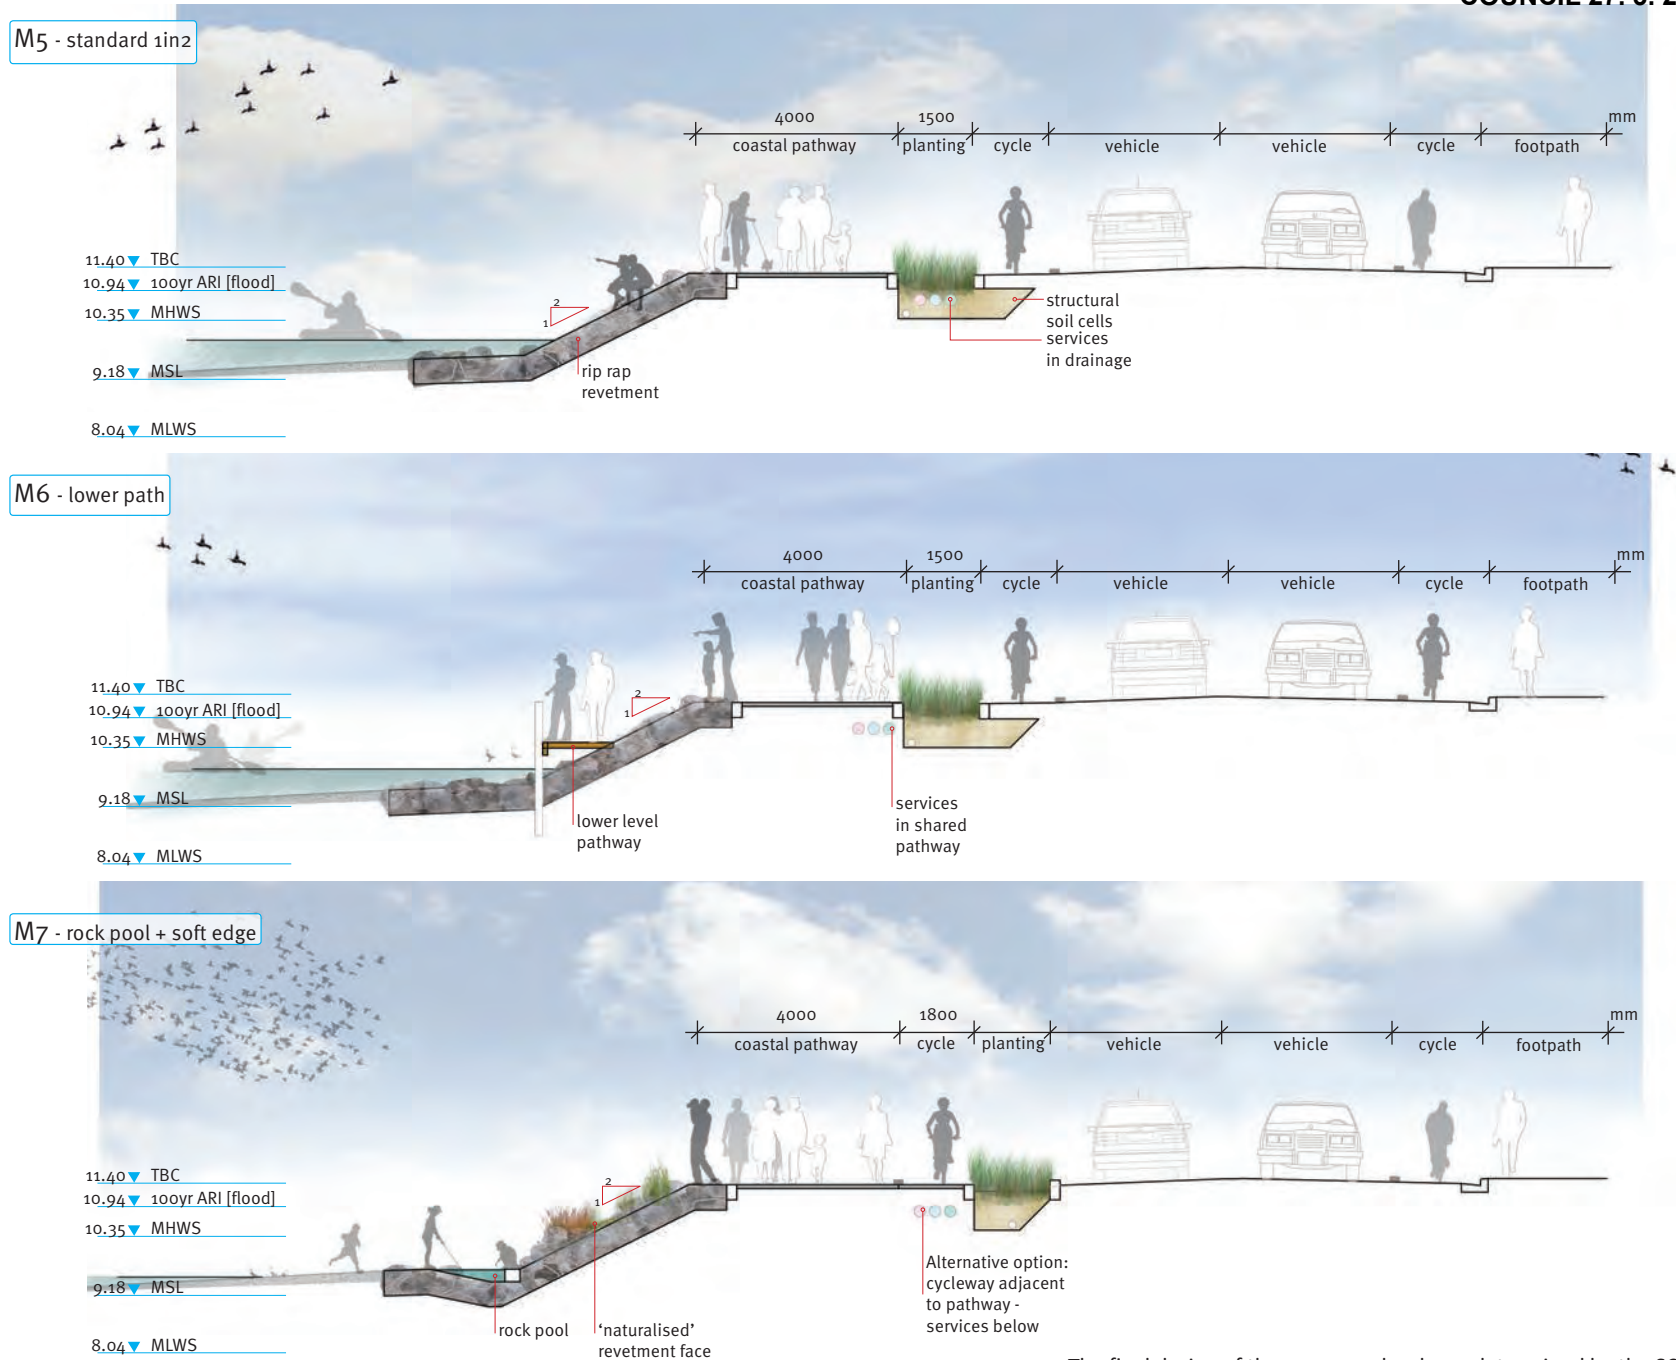 M5 - standard 1in2
4000 1500 mm
coastal pathway planting cycle vehicle vehicle cycle footpath
11.40 TBC
10.94 100yr ARI [flood]
10.35 MHWS
9.18 MSL
8.04 MLWS
2
1
rip rap
revetment
structural
soil cells
services
in drainage
M6 - lower path
4000 1500 mm
coastal pathway planting cycle vehicle vehicle cycle footpath
11.40 TBC
10.94 100yr ARI [flood]
10.35 MHWS
9.18 MSL
8.04 MLWS
2
1
lower level
pathway
services
in shared
pathway
M7 - rock pool + soft edge
4000 1800 mm
coastal pathway cycle planting vehicle vehicle cycle footpath
11.40 TBC
10.94 100yr ARI [flood]
10.35 MHWS
9.18 MSL
8.04 MLWS
2
1
rock pool
‘naturalised’
revetment face
Alternative option:
cycleway adjacent
to pathway -
services below